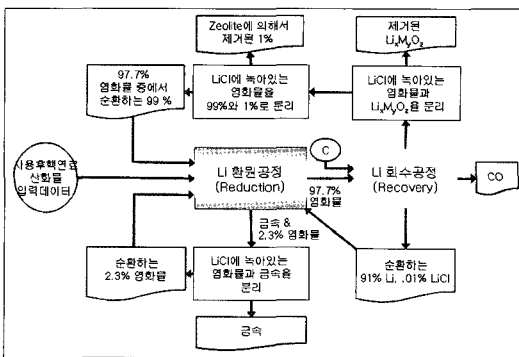 Zeolite에 의해서
제거된 1%
제거된
LixMyOz
97.7%
염화물 중에서
순환하는 99 %
LiCl에 녹아있는
염화물을
99%와 1%로 분리
LiCl에 녹아있는
염화물과
LixMyOz을 분리
사용후핵연료
산화물
입력데이터
Li 환원공정
(Reduction)
C
97.7%
염화물
Li 회수공정
(Recovery)
CO
금속 &
2.3% 염화물
순환하는
2.3% 염화물
LiCl에 녹아있는
염화물과 금속을
분리
순환하는
91% Li, .01% LiCl
금속